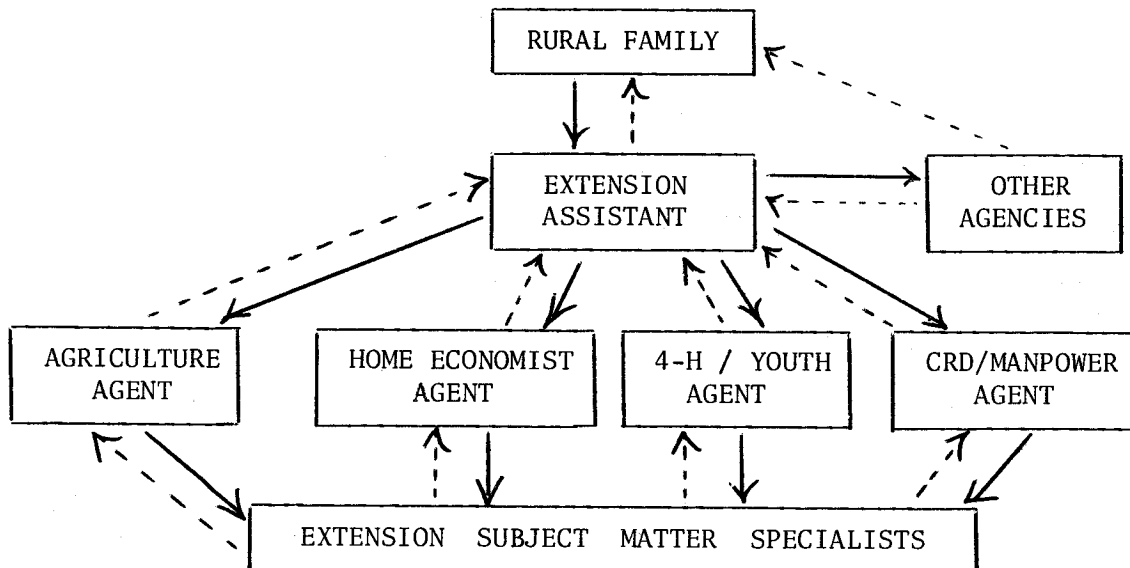 RURAL FAMILY
EXTENSION
ASSISTANT
OTHER
AGENCIES
AGRICULTURE
AGENT
HOME ECONOMIST
AGENT
4-H / YOUTH
AGENT
CRD/MANPOWER
AGENT
EXTENSION SUBJECT MATTER SPECIALISTS